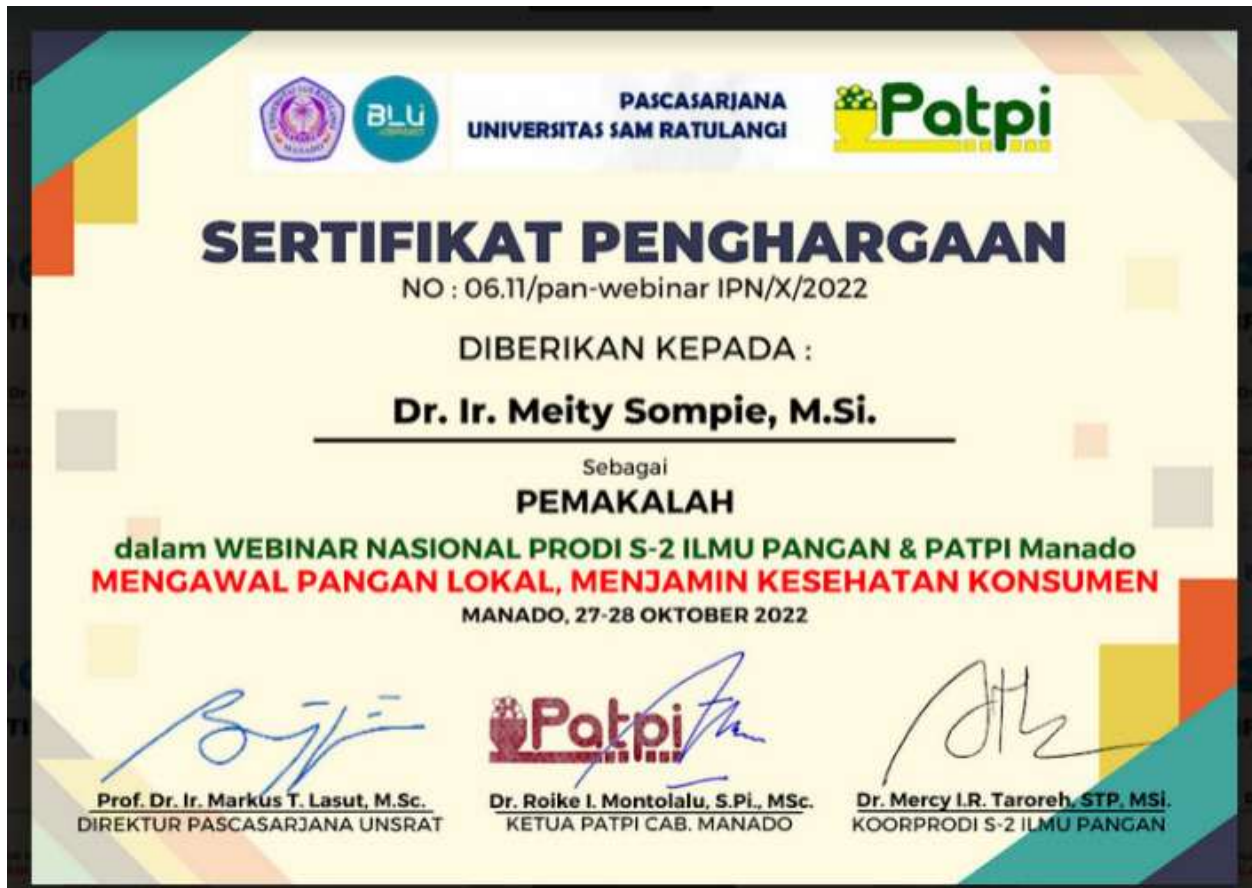 BLU
PASCASARJANA
UNIVERSITAS SAM RATULANGI
Patpi
SERTIFIKAT PENGHARGAAN
NO : 06.11/pan-webinar IPN/X/2022
DIBERIKAN KEPADA :
Dr. Ir. Meity Sompie, M.Si.
Sebagai
PEMAKALAH
dalam WEBINAR NASIONAL PRODI S-2 ILMU PANGAN & PATPI Manado
MENGAWAL PANGAN LOKAL, MENJAMIN KESEHATAN KONSUMEN
MANADO, 27-28 OKTOBER 2022
Patpi
Prof. Dr. Ir. Markus T. Lasut, M.Sc.
DIREKTUR PASCASARJANA UNSRAT
Dr. Roike I. Montolalu, S.Pi., MSc.
KETUA PATPI CAB. MANADO
Dr. Mercy I.R. Taroreh, STP, MSi.
KOORPRODI S-2 ILMU PANGAN